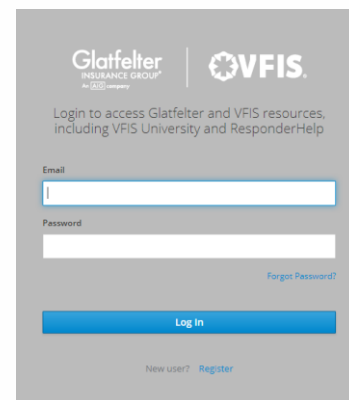 Glatfelter
INSURANCE GROUP®
An AIG company
VFIS.
Login to access Glatfelter and VFIS resources,
including VFIS University and ResponderHelp
Email
Password
Forgot Password?
Log In
New user? Register